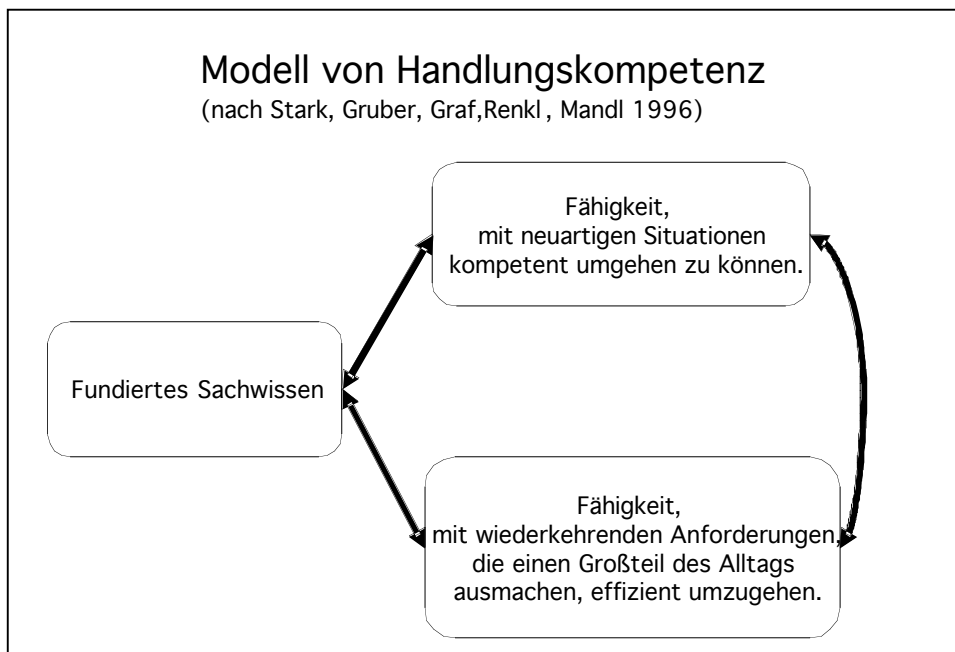 Modell von Handlungskompetenz
(nach Stark, Gruber, Graf,Renkl, Mandl 1996)
Fähigkeit,
mit neuartigen Situationen
kompetent umgehen zu können.
Fundiertes Sachwissen
Fähigkeit,
mit wiederkehrenden Anforderungen,
die einen Großteil des Alltags
ausmachen, effizient umzugehen.